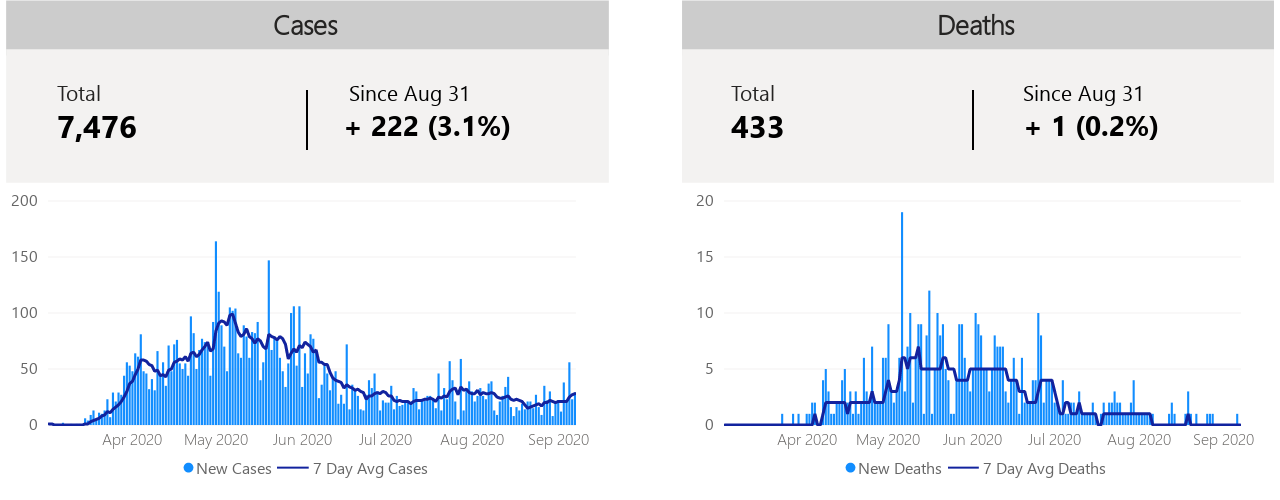 Cases
Total
7,476
Since Aug 31
+ 222 (3.1%)
200
150
100
50
0
Apr 2020 May 2020 Jun 2020 Jul 2020 Aug 2020 Sep 2020
New Cases 7 Day Avg Cases
Deaths
Total
433
Since Aug 31
+ 1 (0.2%)
20
15
10
5
0
Apr 2020 May 2020 Jun 2020 Jul 2020 Aug 2020 Sep 2020
New Deaths 7 Day Avg Deaths